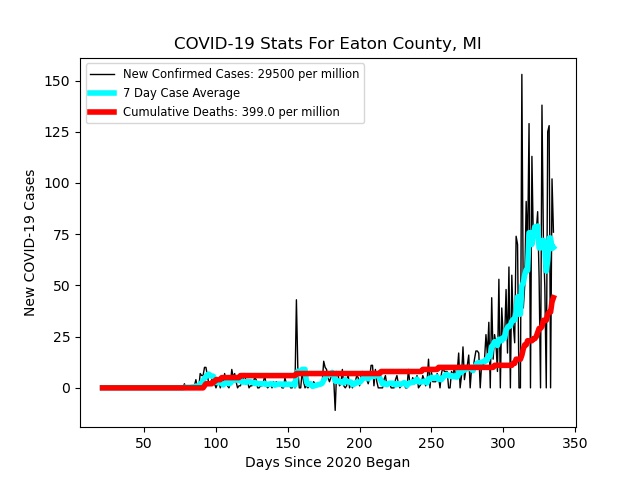 COVID-19 Stats For Eaton County, MI
New Confirmed Cases: 29500 per million
7 Day Case Average
Cumulative Deaths: 399.0 per million
New COVID-19 Cases
150
125
100
75
50
25
0
50
100
150
200
250
300
350
Days Since 2020 Began